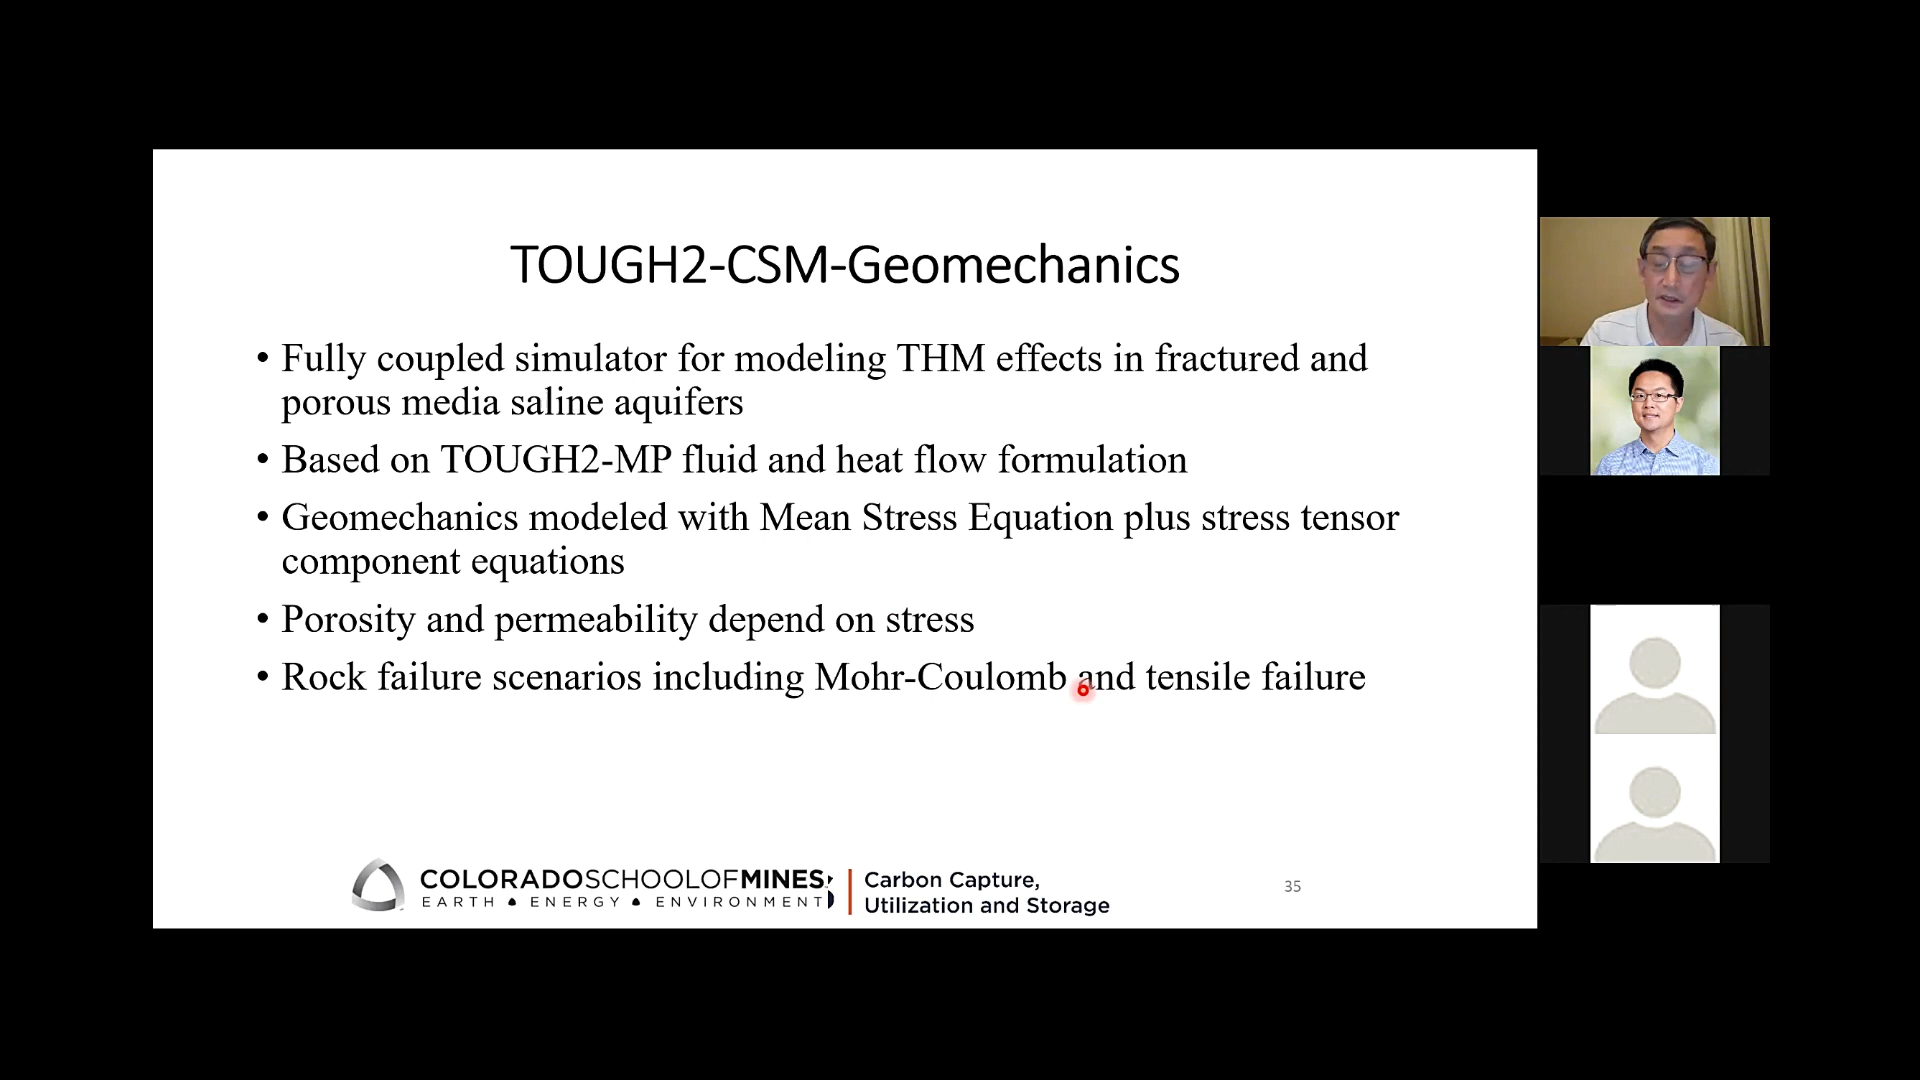 TOUGH2-CSM-Geomechanics
• Fully coupled simulator for modeling THM effects in fractured and
porous media saline aquifers
• Based on TOUGH2-MP fluid and heat flow formulation
• Geomechanics modeled with Mean Stress Equation plus stress tensor
component equations
• Porosity and permeability depend on stress
• Rock failure scenarios including Mohr-Coulomb and tensile failure
COLORADOSCHOOLOFMINES
EARTH ENERGY ENVIRONMENT
Carbon Capture,
Utilization and Storage
35